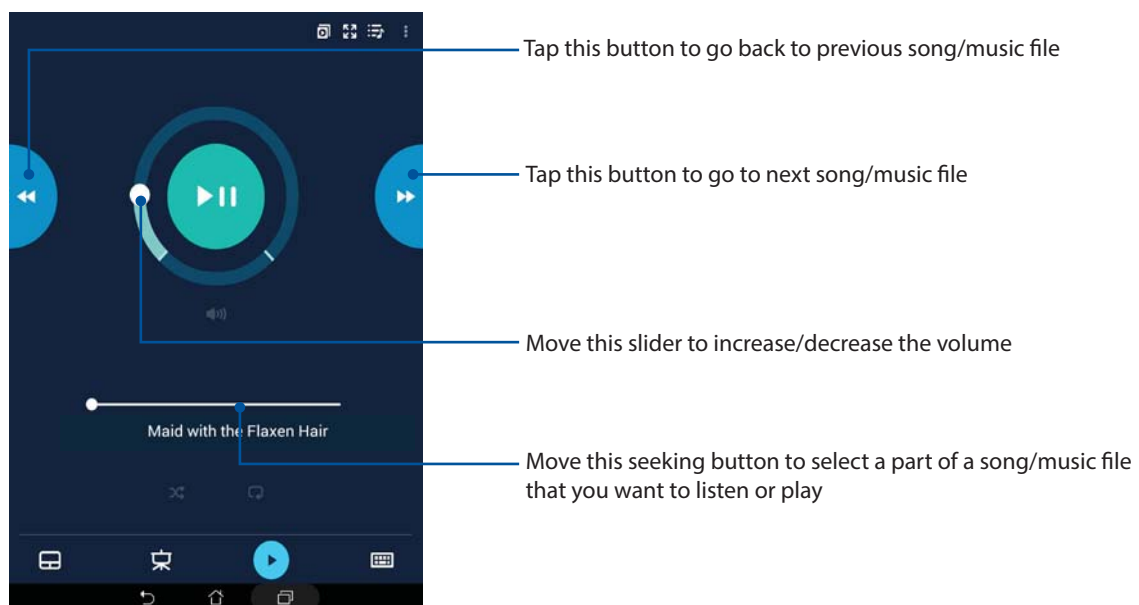 Tap this button to go back to previous song/music file
Tap this button to go to next song/music file
Move this slider to increase/decrease the volume
Maid with the Flaxen Hair
Move this seeking button to select a part of a song/music file
that you want to listen or play